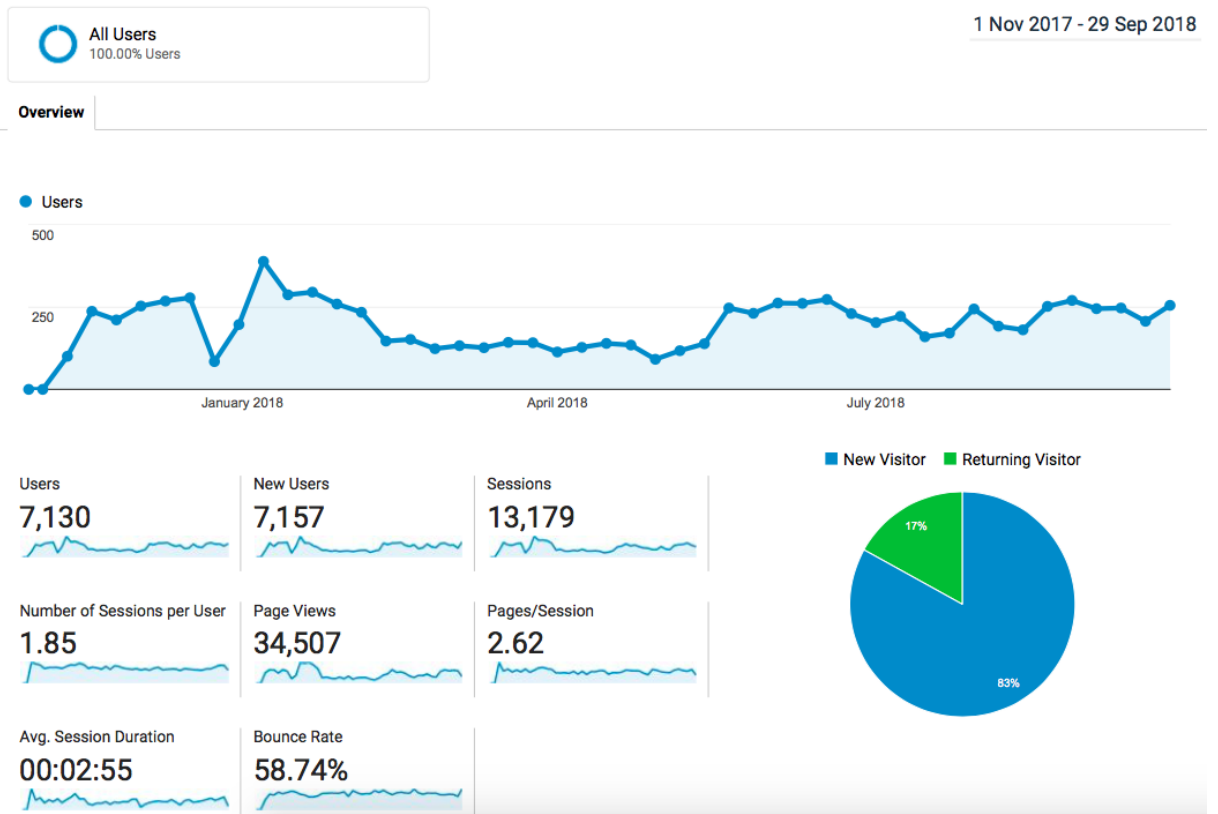 All Users
100.00% Users
1 Nov 2017 - 29 Sep 2018
Overview
Users
500
250
January 2018
April 2018
July 2018
New Visitor
Returning Visitor
Users
New Users
Sessions
7,130
7,157
13,179
17%
Number of Sessions per User
Page Views
Pages/Session
1.85
34,507
2.62
83%
Avg. Session Duration
Bounce Rate
00:02:55
58.74%